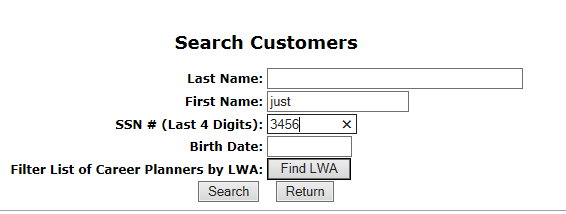 Search Customers
Last Name:
First Name: just
SSN # (Last 4 Digits): 3456 ×
Birth Date:
Filter List of Career Planners by LWA: Find LWA
Search Return